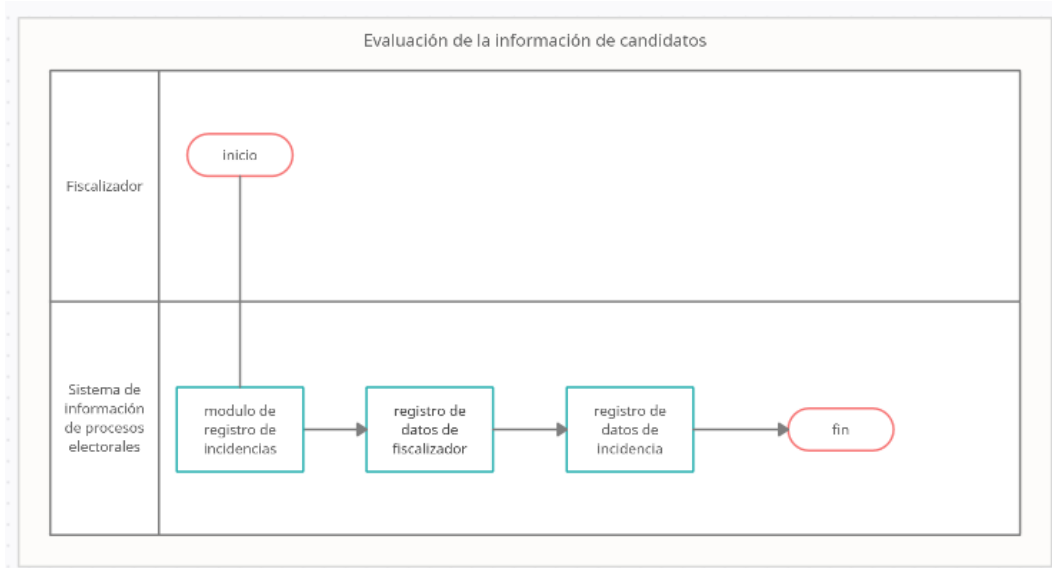 Evaluación de la información de candidatos
inicio
Fiscalizador
Sistema de
información
de procesos
electorales
modulo de
registro de
incidencias
registro de
datos de
fiscalizador
registro de
datos de
incidencia
fin